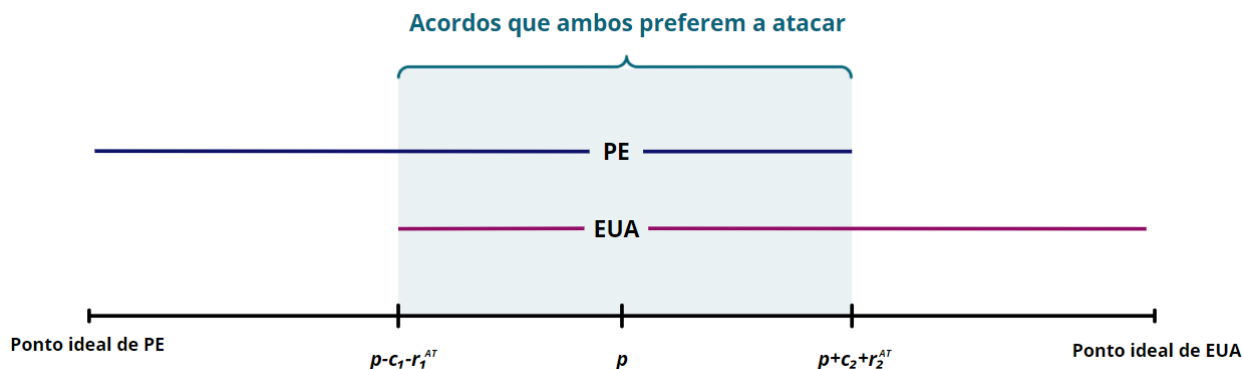 Acordos que ambos preferem a atacar
PE
EUA
Ponto ideal de PE
p-c₁-r₁ᴬᵀ
p
p+c₂+r₂ᴬᵀ
Ponto ideal de EUA